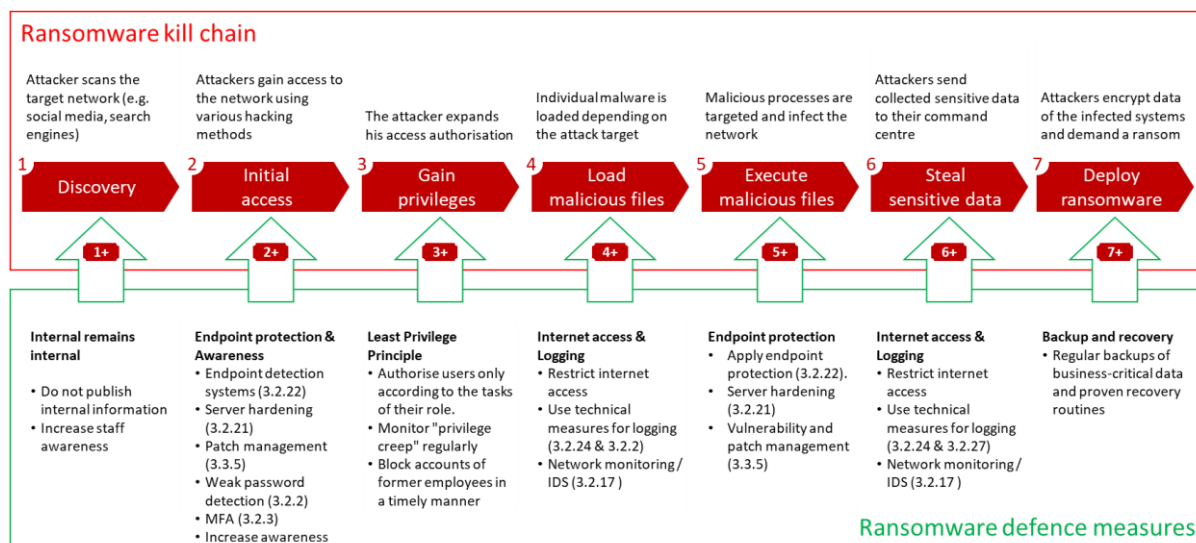 Ransomware kill chain
Attacker scans the
target network (e.g.
social media, search
engines)
Attackers gain access to
the network using
various hacking
methods
The attacker expands
his access authorisation
Individual malware is
loaded depending on
the attack target
Malicious processes are
targeted and infect the
network
Attackers send
collected sensitive data
to their command
centre
Attackers encrypt data
of the infected systems
and demand a ransom
1
Discovery
2
Initial
access
3
Gain
privileges
4
Load
malicious files
5
Execute
malicious files
6
Steal
sensitive data
7
Deploy
ransomware
1+
2+
3+
4+
5+
6+
7+
Internal remains
internal
• Do not publish
internal information
• Increase staff
awareness
Endpoint protection &
Awareness
• Endpoint detection
systems (3.2.22)
• Server hardening
(3.2.21)
• Patch management
(3.3.5)
• Weak password
detection (3.2.2)
• MFA (3.2.3)
• Increase awareness
Least Privilege
Principle
• Authorise users only
according to the tasks
of their role.
• Monitor "privilege
creep" regularly
• Block accounts of
former employees in
a timely manner
Internet access &
Logging
• Restrict internet
access
• Use technical
measures for logging
(3.2.24 & 3.2.2)
• Network monitoring /
IDS (3.2.17 )
Endpoint protection
• Apply endpoint
protection (3.2.22).
• Server hardening
(3.2.21)
• Vulnerability and
patch management
(3.3.5)
Internet access &
Logging
• Restrict internet
access
• Use technical
measures for logging
(3.2.24 & 3.2.27)
• Network monitoring /
IDS (3.2.17 )
Backup and recovery
• Regular backups of
business-critical data
and proven recovery
routines
Ransomware defence measures